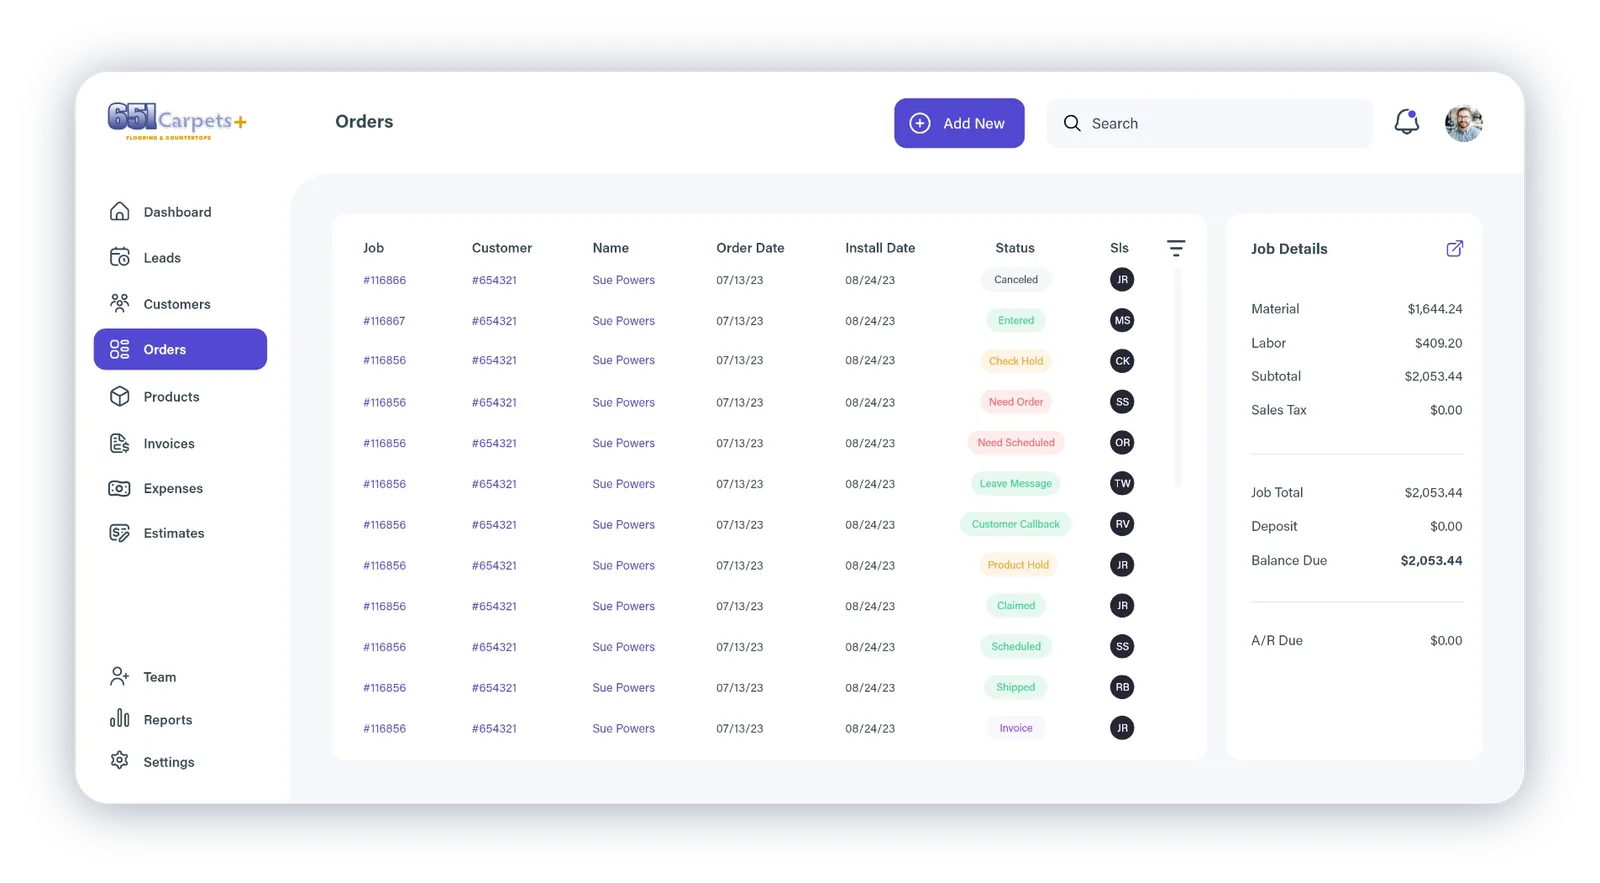 651 Carpets+
FLOORING & COUNTERTOPS
Orders
Add New
Search
Dashboard
Leads
Customers
Orders
Products
Invoices
Expenses
Estimates
Team
Reports
Settings
Job Customer Name Order Date Install Date Status Sls
#116866 #654321 Sue Powers 07/13/23 08/24/23 Canceled JR
#116867 #654321 Sue Powers 07/13/23 08/24/23 Entered MS
#116856 #654321 Sue Powers 07/13/23 08/24/23 Check Hold CK
#116856 #654321 Sue Powers 07/13/23 08/24/23 Need Order SS
#116856 #654321 Sue Powers 07/13/23 08/24/23 Need Scheduled OR
#116856 #654321 Sue Powers 07/13/23 08/24/23 Leave Message TW
#116856 #654321 Sue Powers 07/13/23 08/24/23 Customer Callback RV
#116856 #654321 Sue Powers 07/13/23 08/24/23 Product Hold JR
#116856 #654321 Sue Powers 07/13/23 08/24/23 Claimed JR
#116856 #654321 Sue Powers 07/13/23 08/24/23 Scheduled SS
#116856 #654321 Sue Powers 07/13/23 08/24/23 Shipped RB
#116856 #654321 Sue Powers 07/13/23 08/24/23 Invoice JR
Job Details
Material $1,644.24
Labor $409.20
Subtotal $2,053.44
Sales Tax $0.00
Job Total $2,053.44
Deposit $0.00
Balance Due $2,053.44
A/R Due $0.00